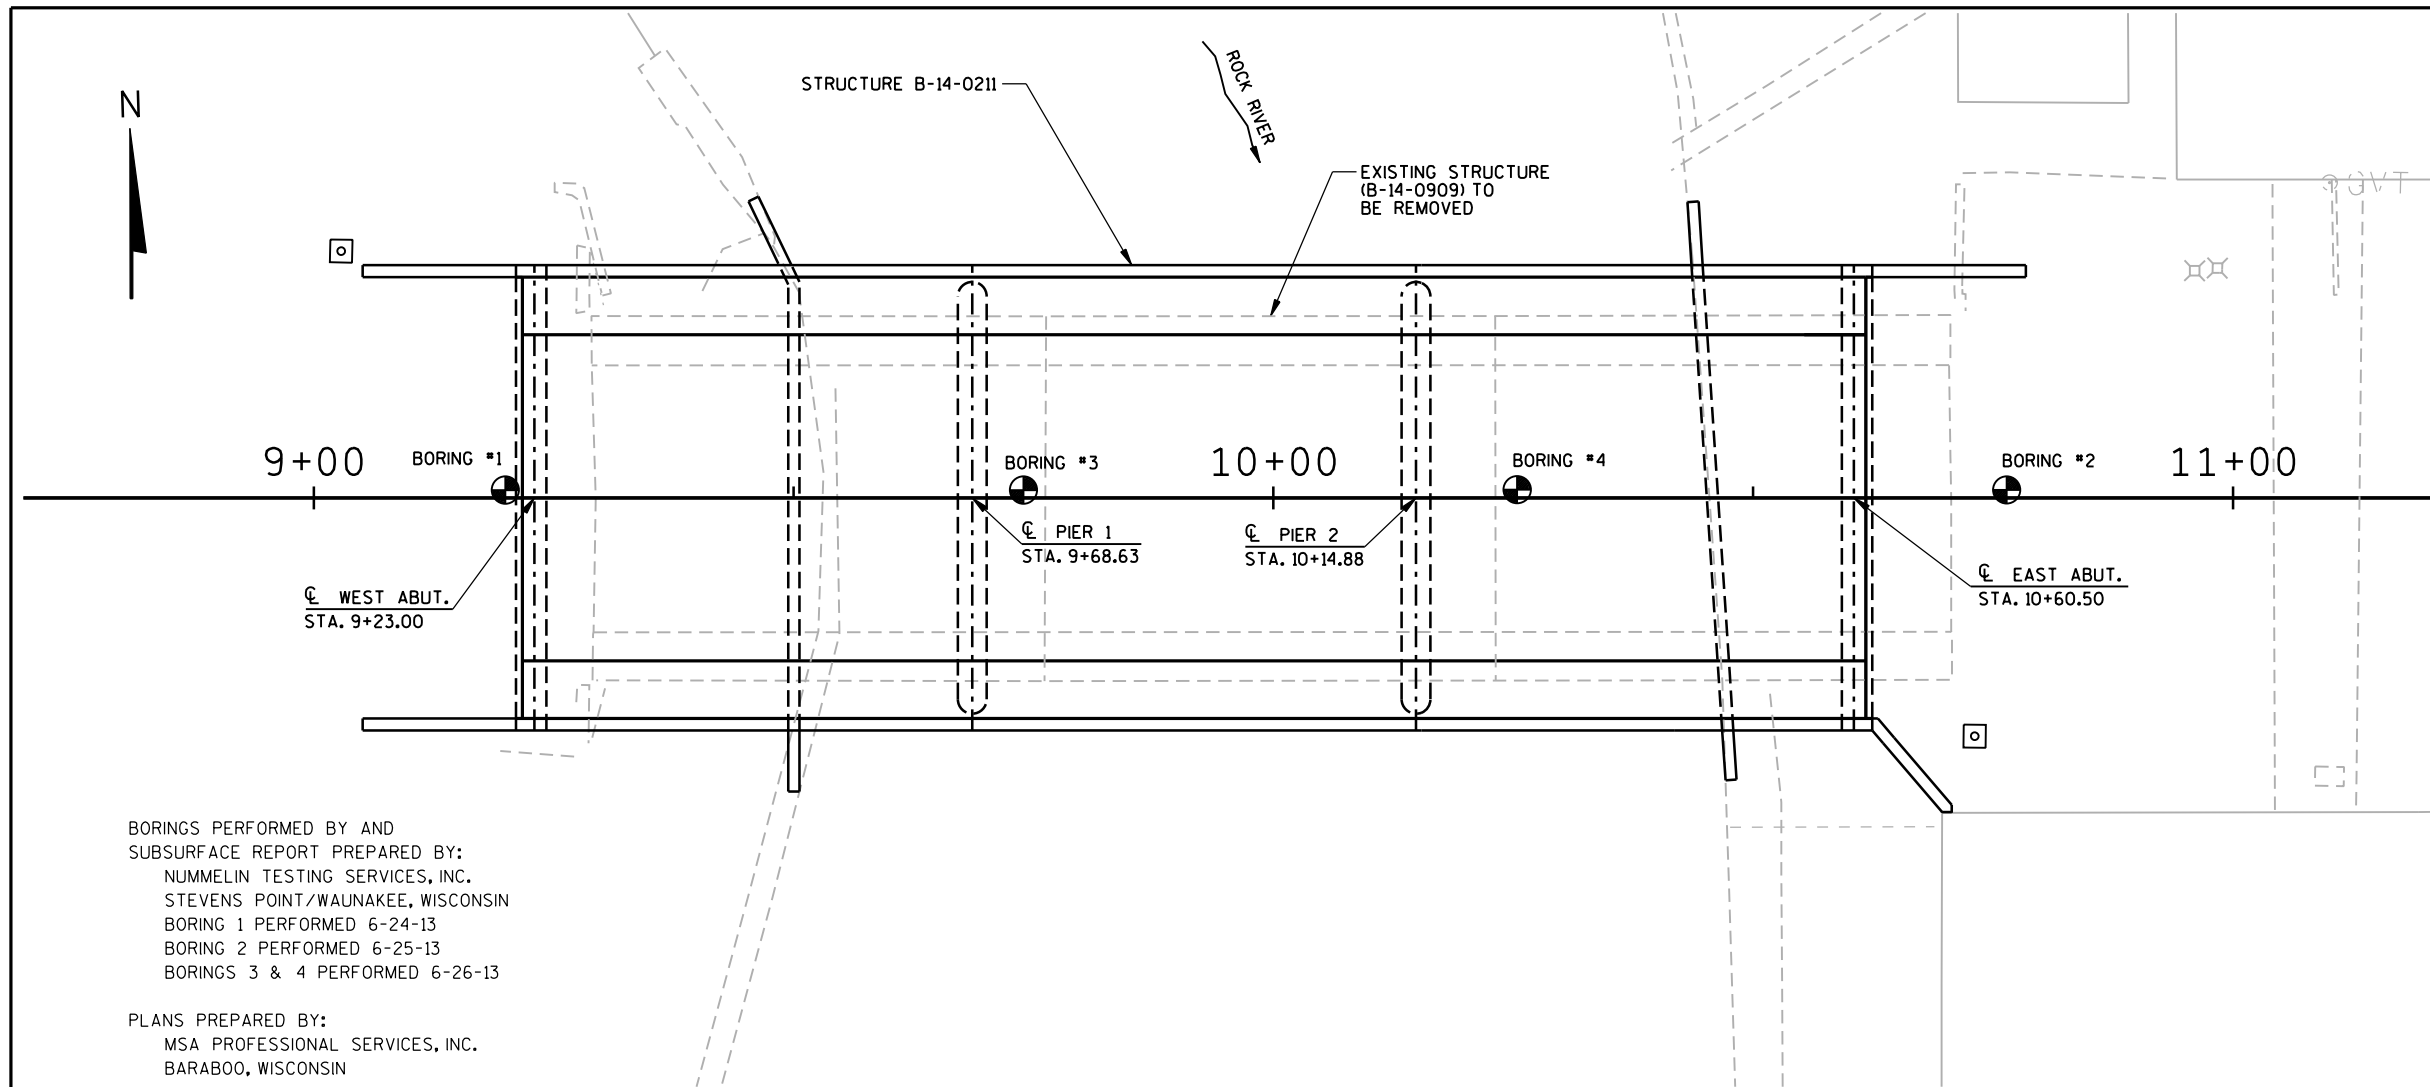 N
STRUCTURE B-14-0211
ROCK RIVER
EXISTING STRUCTURE
(B-14-0909) TO
BE REMOVED
9+00
BORING #1
BORING #3
10+00
BORING #4
BORING #2
11+00
℄ PIER 1
STA. 9+68.63
℄ PIER 2
STA. 10+14.88
℄ WEST ABUT.
STA. 9+23.00
℄ EAST ABUT.
STA. 10+60.50
BORINGS PERFORMED BY AND
SUBSURFACE REPORT PREPARED BY:
NUMMELIN TESTING SERVICES, INC.
STEVENS POINT/WAUNAKEE, WISCONSIN
BORING 1 PERFORMED 6-24-13
BORING 2 PERFORMED 6-25-13
BORINGS 3 & 4 PERFORMED 6-26-13
PLANS PREPARED BY:
MSA PROFESSIONAL SERVICES, INC.
BARABOO, WISCONSIN